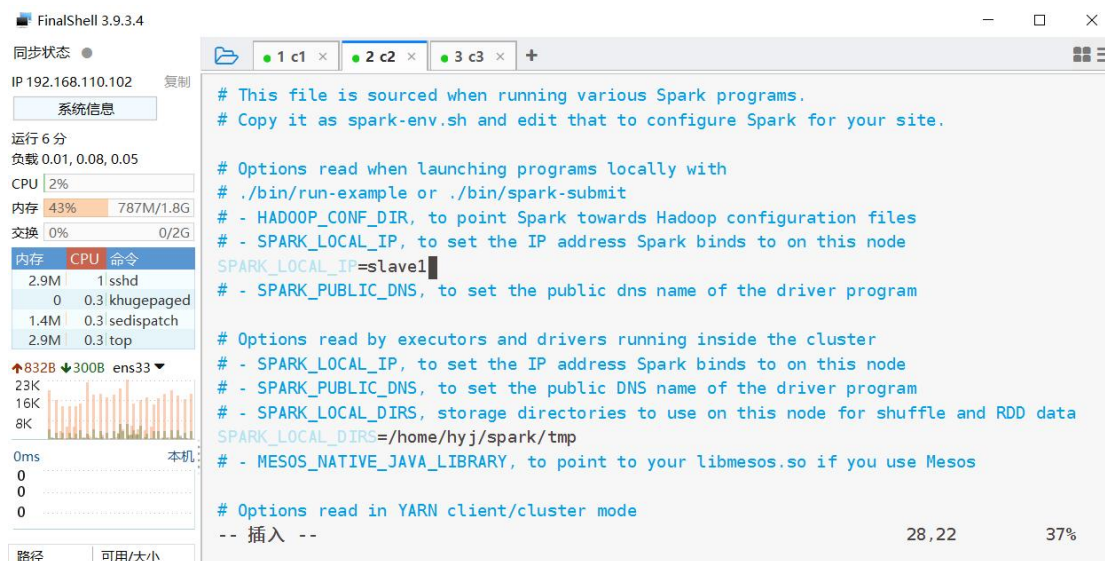 FinalShell 3.9.3.4
同步状态
IP 192.168.110.102 复制
系统信息
运行 6 分
负载 0.01, 0.08, 0.05
CPU 2%
内存 43% 787M/1.8G
交换 0% 0/2G
内存 CPU 命令
2.9M 1 sshd
0 0.3 khugepaged
1.4M 0.3 sedispatch
2.9M 0.3 top
832B 300B ens33
23K
16K
8K
0ms 本机
0
0
0
路径 可用/大小
1 c1 × 2 c2 × 3 c3 × +
# This file is sourced when running various Spark programs.
# Copy it as spark-env.sh and edit that to configure Spark for your site.
# Options read when launching programs locally with
# ./bin/run-example or ./bin/spark-submit
# - HADOOP_CONF_DIR, to point Spark towards Hadoop configuration files
# - SPARK_LOCAL_IP, to set the IP address Spark binds to on this node
SPARK_LOCAL_IP=slave1
# - SPARK_PUBLIC_DNS, to set the public dns name of the driver program
# Options read by executors and drivers running inside the cluster
# - SPARK_LOCAL_IP, to set the IP address Spark binds to on this node
# - SPARK_PUBLIC_DNS, to set the public DNS name of the driver program
# - SPARK_LOCAL_DIRS, storage directories to use on this node for shuffle and RDD data
SPARK_LOCAL_DIRS=/home/hyj/spark/tmp
# - MESOS_NATIVE_JAVA_LIBRARY, to point to your libmesos.so if you use Mesos
# Options read in YARN client/cluster mode
-- 插入 -- 28,22 37%